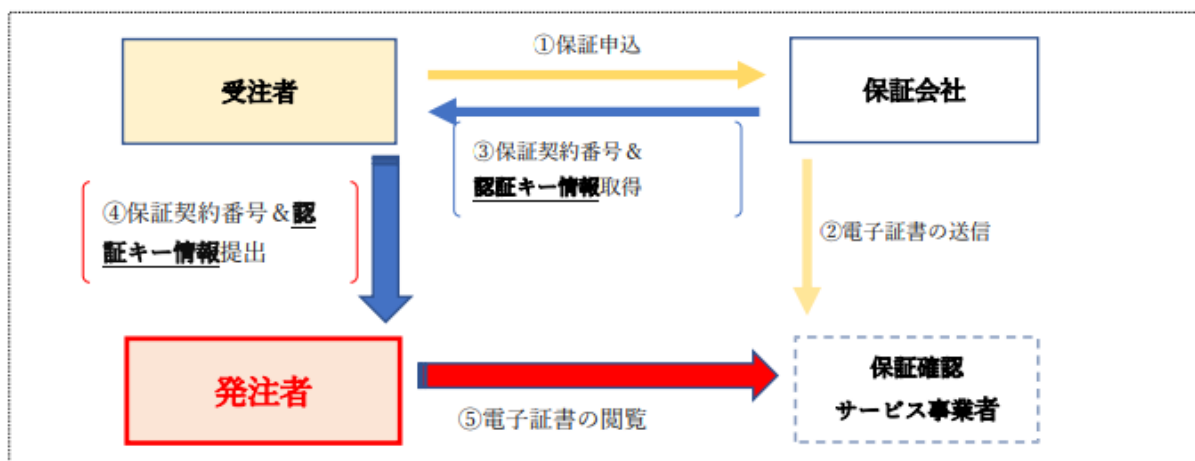 ①保証申込
受注者
保証会社
③保証契約番号＆
認証キー情報取得
④保証契約番号＆認
証キー情報提出
②電子証書の送信
発注者
保証確認
サービス事業者
⑤電子証書の閲覧